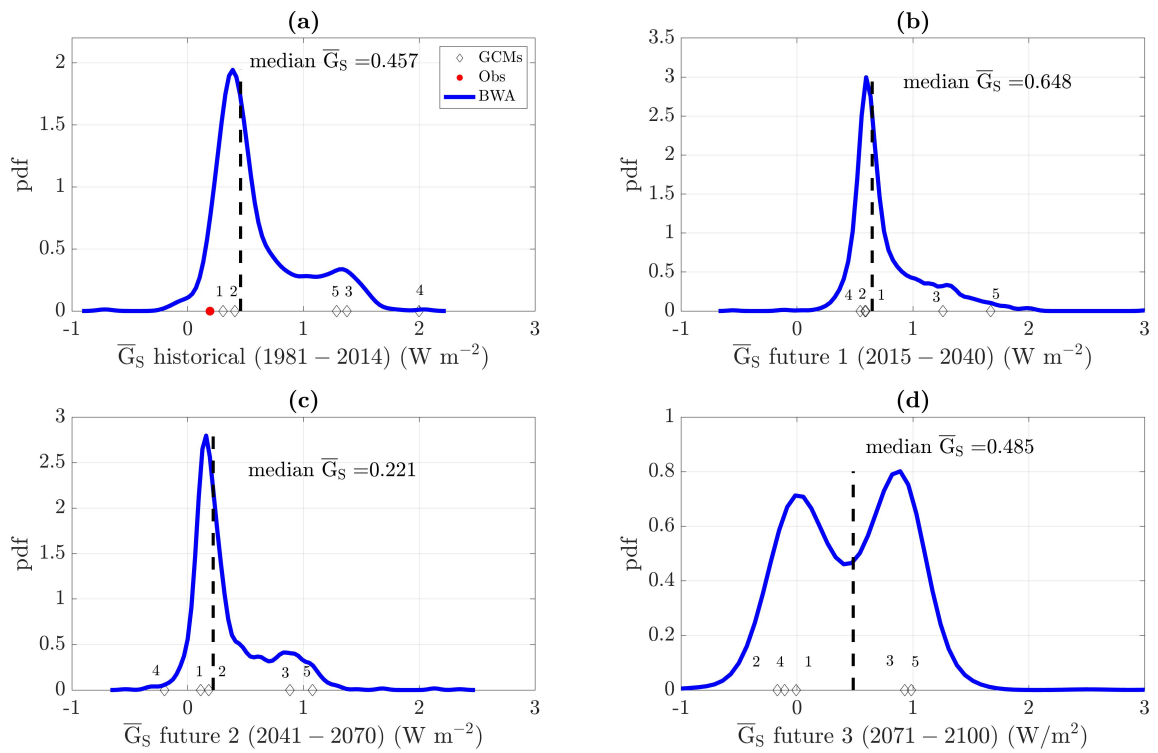 (a)
median G̅S =0.457
GCMs
Obs
BWA
pdf
2
1.5
1
0.5
0
1 2 5 3 4
-1 0 1 2 3
G̅S historical (1981 − 2014) (W m−2)
(b)
median G̅S =0.648
pdf
3.5
3
2.5
2
1.5
1
0.5
0
4 2 1 3 5
-1 0 1 2 3
G̅S future 1 (2015 − 2040) (W m−2)
(c)
median G̅S =0.221
pdf
3
2.5
2
1.5
1
0.5
0
4 1 2 3 5
-1 0 1 2 3
G̅S future 2 (2041 − 2070) (W m−2)
(d)
median G̅S =0.485
pdf
1
0.8
0.6
0.4
0.2
0
2 4 1 3 5
-1 0 1 2 3
G̅S future 3 (2071 − 2100) (W/m2)